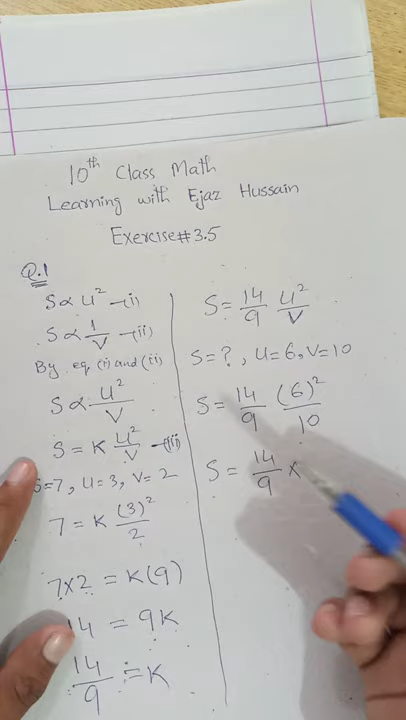 10th Class Math
Learning with Ejaz Hussain
Exercise#3.5
Q.1
S∝U² —(i)
S∝1/V —(ii)
By eq (i) and (ii)
S∝U²/V
S=K U²/V —(iii)
S=7, U=3, V=2
7=K (3)²/2
7×2 = K(9)
14 = 9K
14/9 = K
S= 14/9 U²/V
S=?, U=6, V=10
S= 14/9 (6)²/10
S= 14/9 ×